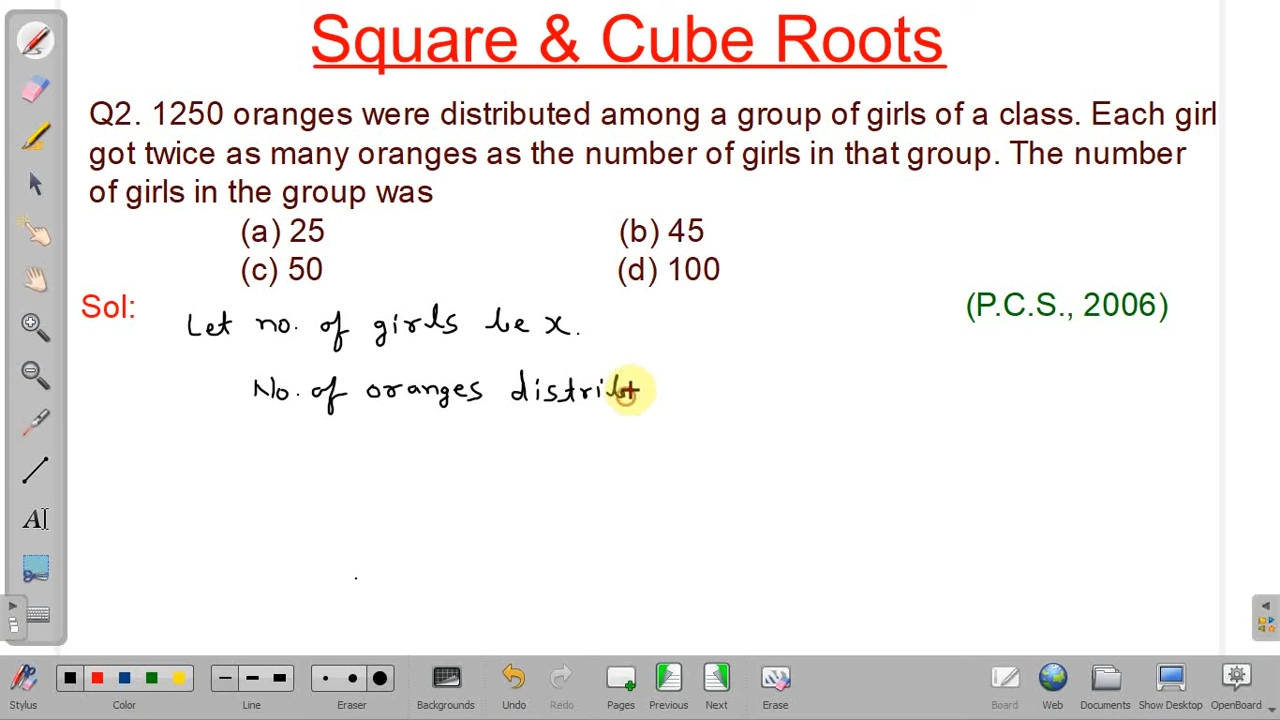 Square & Cube Roots
Q2. 1250 oranges were distributed among a group of girls of a class. Each girl
got twice as many oranges as the number of girls in that group. The number
of girls in the group was
(a) 25 (b) 45
(c) 50 (d) 100
Sol: (P.C.S., 2006)
Let no. of girls be x.
No. of oranges distribt
AI
Stylus Color Line Eraser Backgrounds Undo Redo Pages Previous Next Erase Board Web Documents Show Desktop OpenBoard